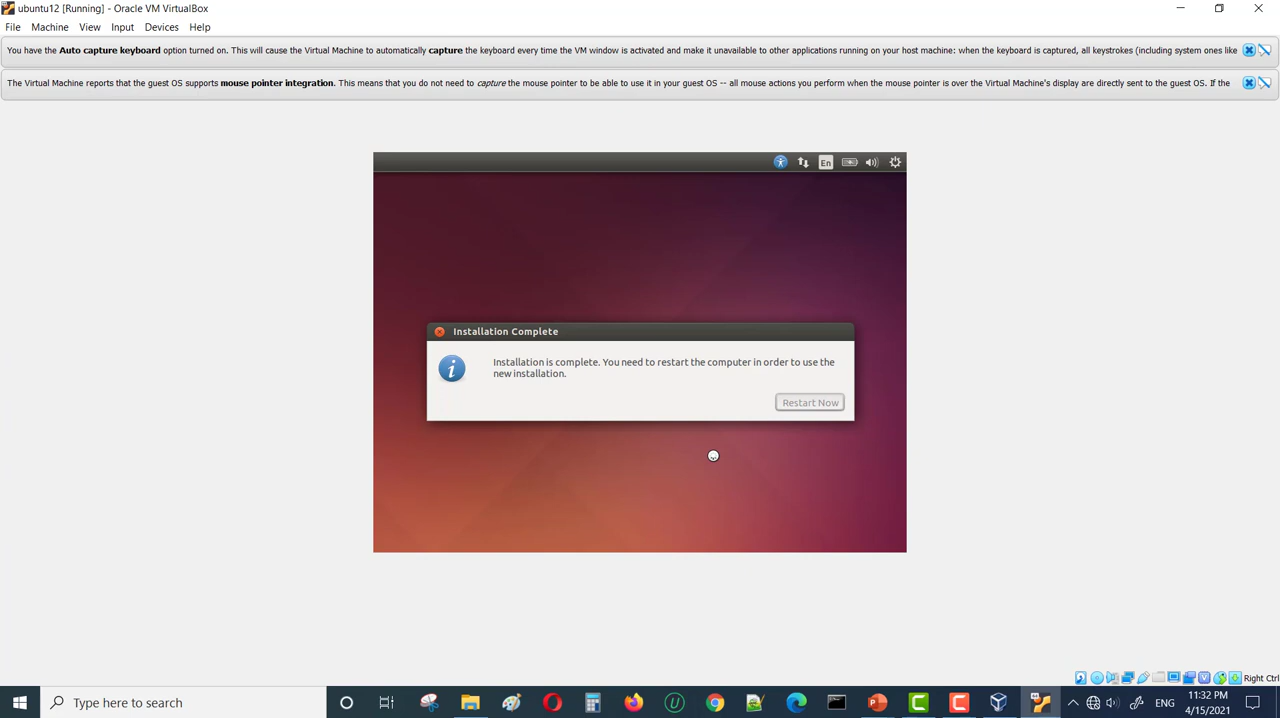 ubuntu12 [Running] - Oracle VM VirtualBox
File Machine View Input Devices Help
You have the Auto capture keyboard option turned on. This will cause the Virtual Machine to automatically capture the keyboard every time the VM window is activated and make it unavailable to other applications running on your host machine: when the keyboard is captured, all keystrokes (including system ones like
The Virtual Machine reports that the guest OS supports mouse pointer integration. This means that you do not need to capture the mouse pointer to be able to use it in your guest OS -- all mouse actions you perform when the mouse pointer is over the Virtual Machine's display are directly sent to the guest OS. If the
En
Installation Complete
Installation is complete. You need to restart the computer in order to use the
new installation.
Restart Now
Right Ctrl
Type here to search
ENG
11:32 PM
4/15/2021